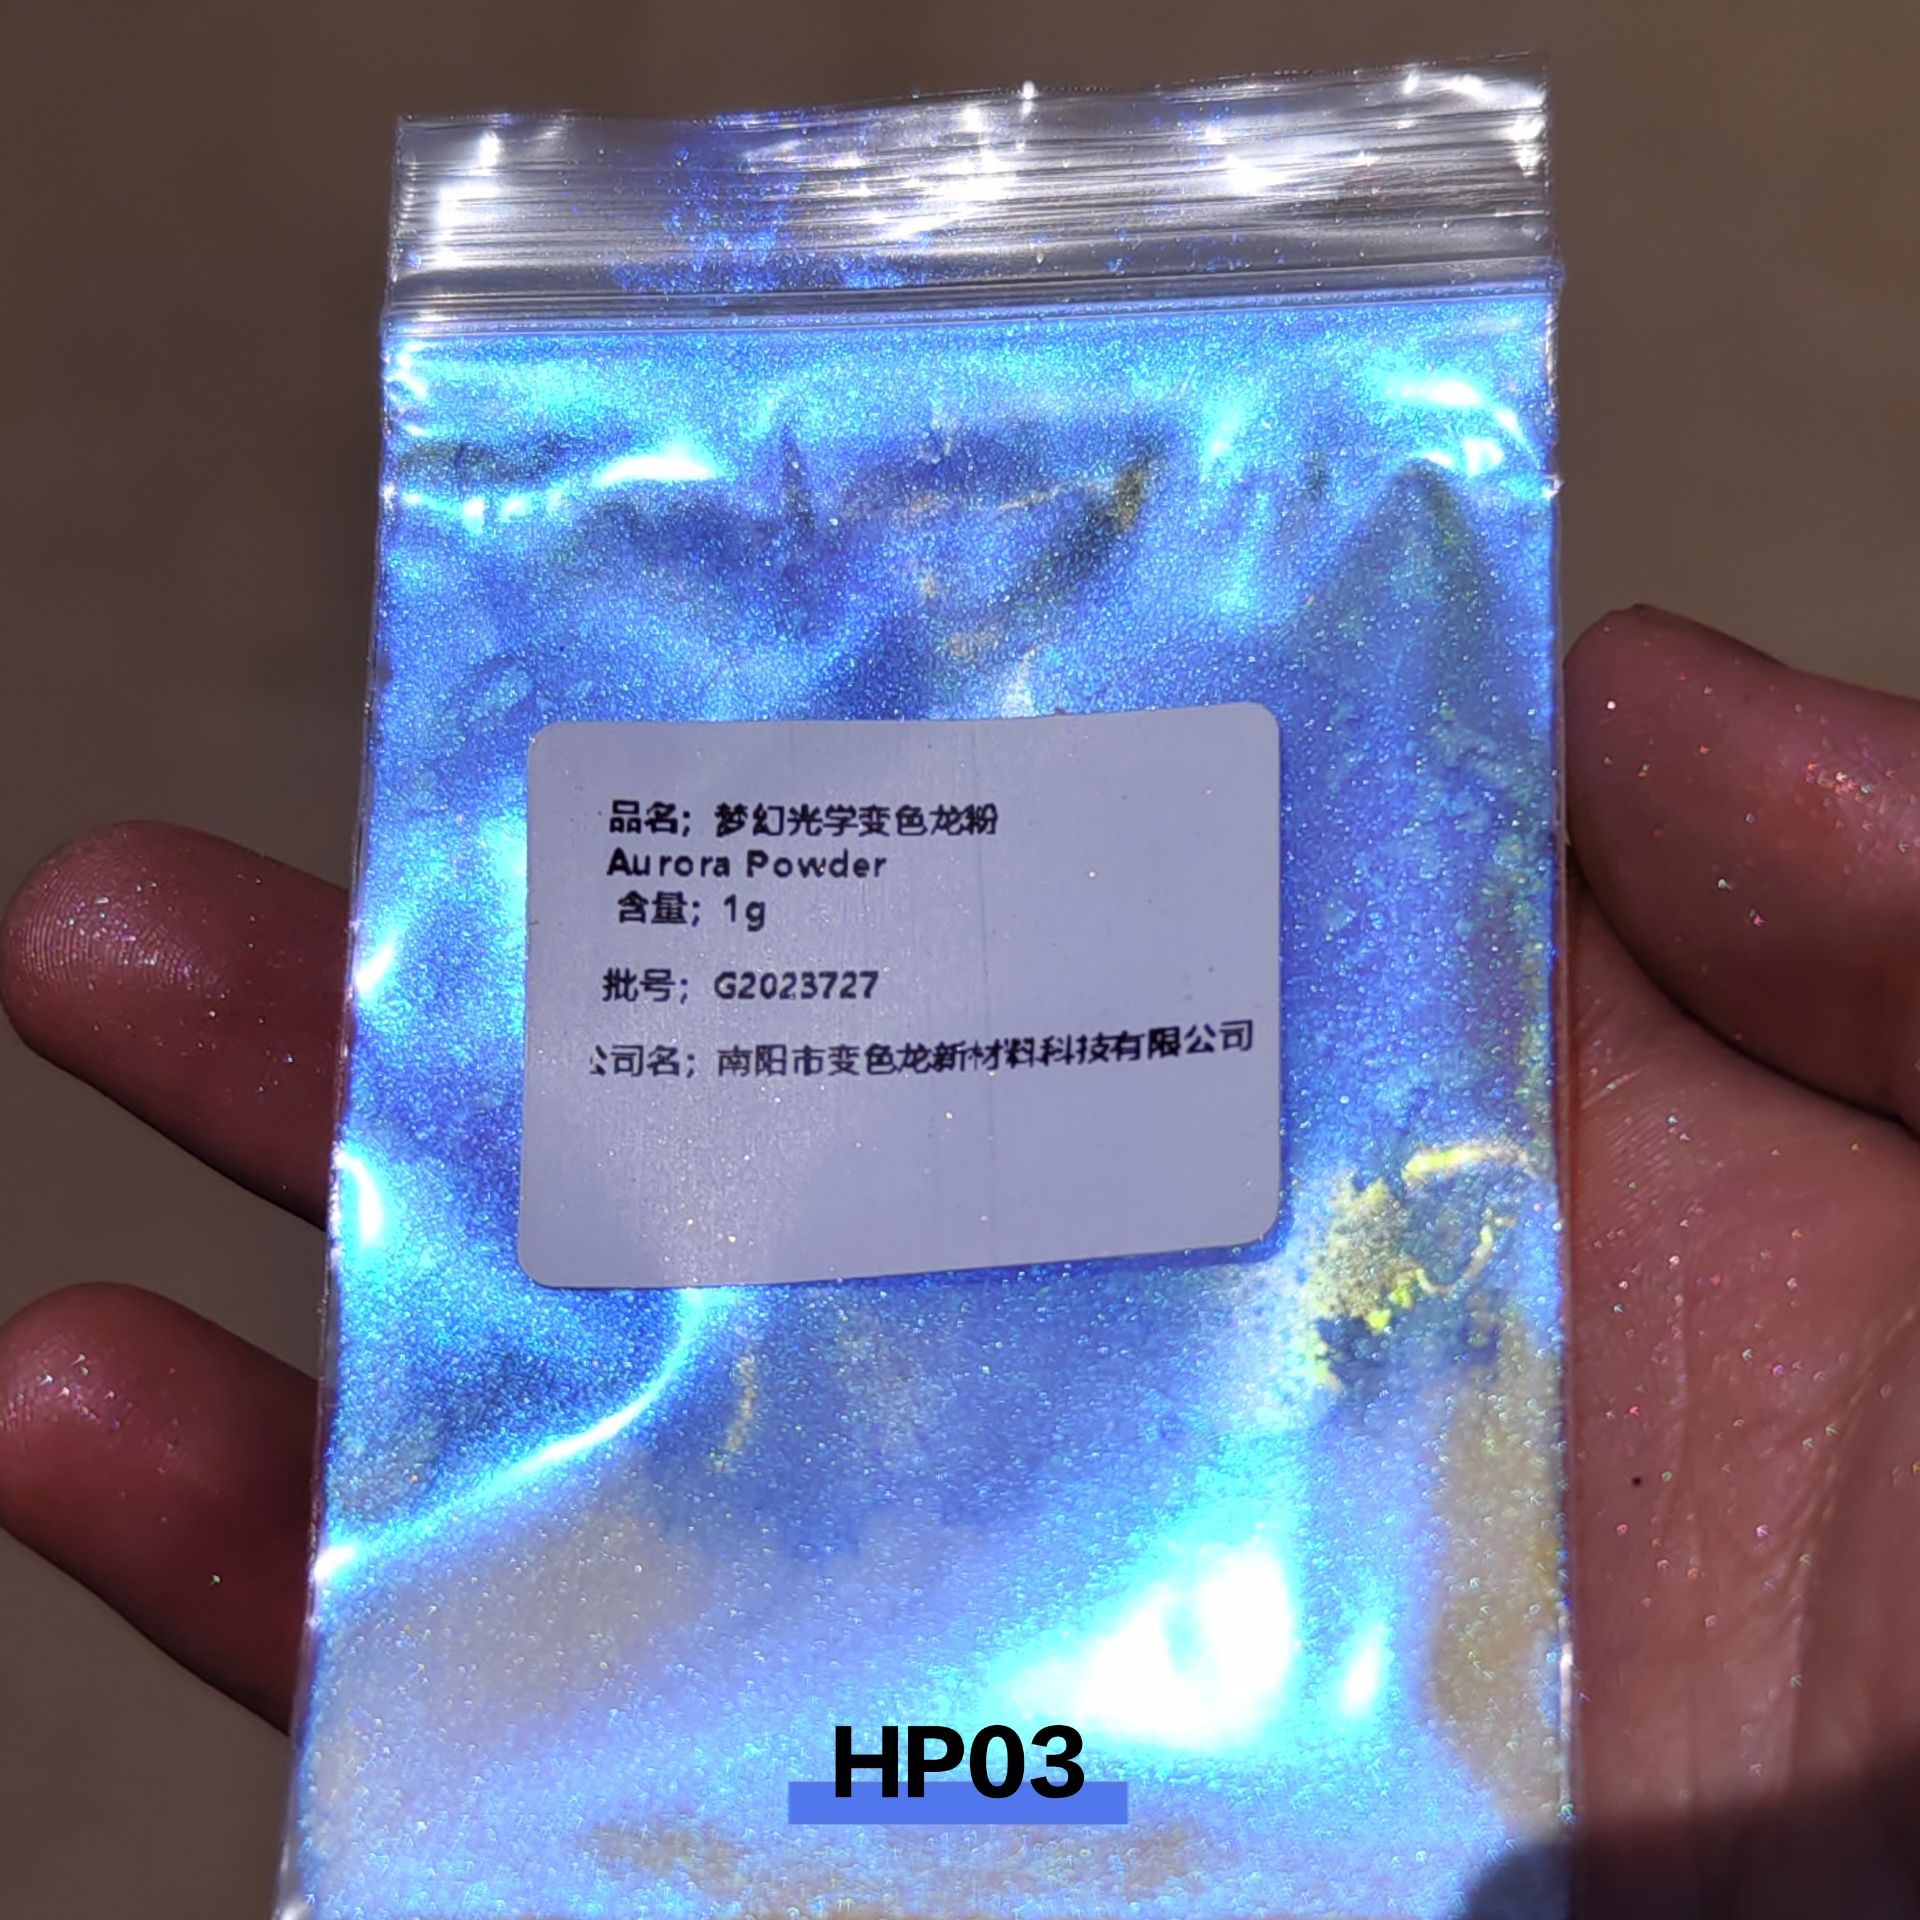 品名；梦幻光学变色龙粉
Aurora Powder
含量；1g
批号；G2023727
公司名；南阳市变色龙新材料科技有限公司
HP03